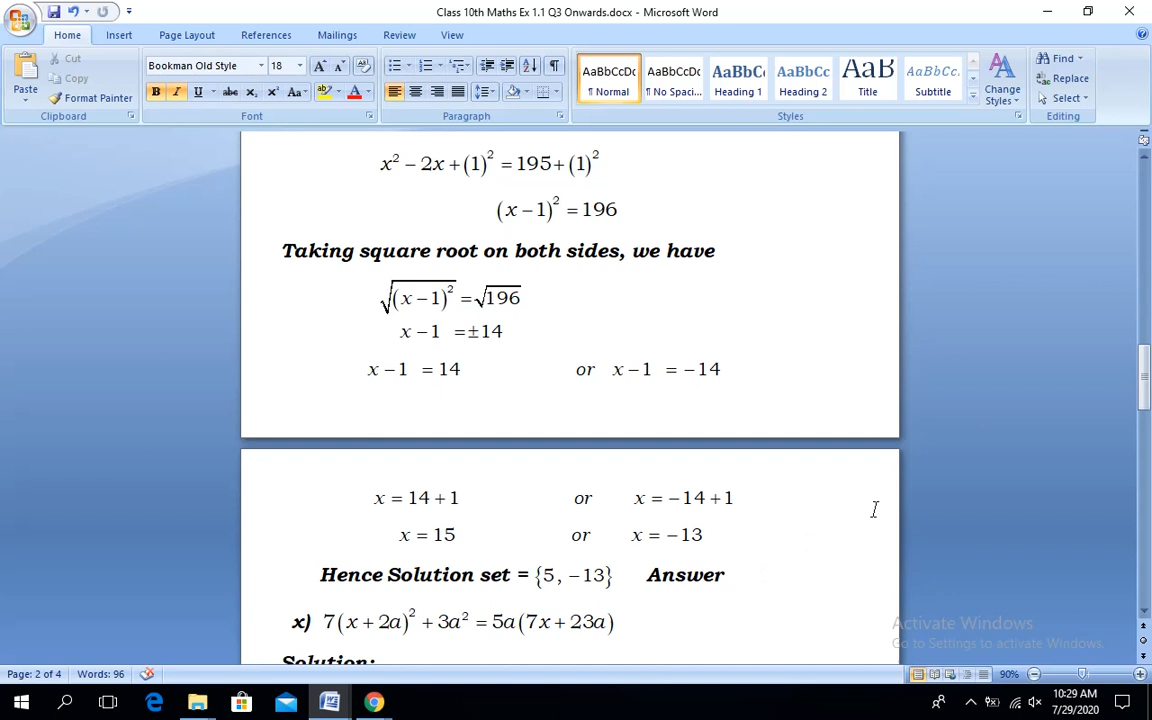 Class 10th Maths Ex 1.1 Q3 Onwards.docx - Microsoft Word
Home Insert Page Layout References Mailings Review View
Paste
Cut
Copy
Format Painter
Clipboard
Bookman Old Style 18
B I U abc x₂ x² Aa
Font
Paragraph
AaBbCcDc AaBbCcDc AaBbCc AaBbCc AaB AaBbCc.
¶ Normal ¶ No Spaci... Heading 1 Heading 2 Title Subtitle
Change Styles
Styles
Find
Replace
Select
Editing
x² − 2x + (1)² = 195 + (1)²
(x − 1)² = 196
Taking square root on both sides, we have
√(x − 1)² = √196
x − 1 = ±14
x − 1 = 14 or x − 1 = −14
x = 14 + 1 or x = −14 + 1
x = 15 or x = −13
Hence Solution set = {5, −13} Answer
x) 7(x + 2a)² + 3a² = 5a(7x + 23a)
Solution:
Activate Windows
Go to Settings to activate Windows.
Page: 2 of 4 Words: 96 90%
10:29 AM
7/29/2020